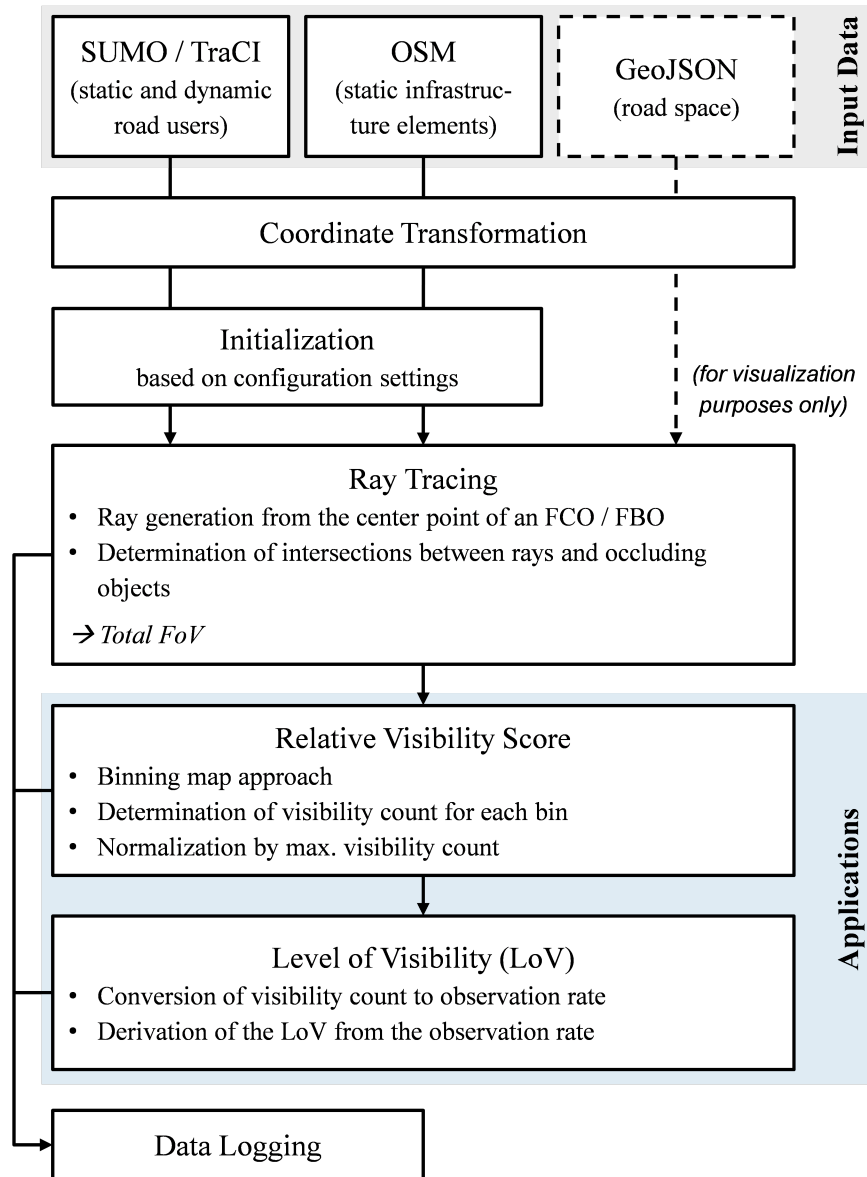 SUMO / TraCI
(static and dynamic
road users)
OSM
(static infrastruc-
ture elements)
GeoJSON
(road space)
Input Data
Coordinate Transformation
Initialization
based on configuration settings
(for visualization
purposes only)
Ray Tracing
• Ray generation from the center point of an FCO / FBO
• Determination of intersections between rays and occluding
objects
→ Total FoV
Relative Visibility Score
• Binning map approach
• Determination of visibility count for each bin
• Normalization by max. visibility count
Level of Visibility (LoV)
• Conversion of visibility count to observation rate
• Derivation of the LoV from the observation rate
Applications
Data Logging